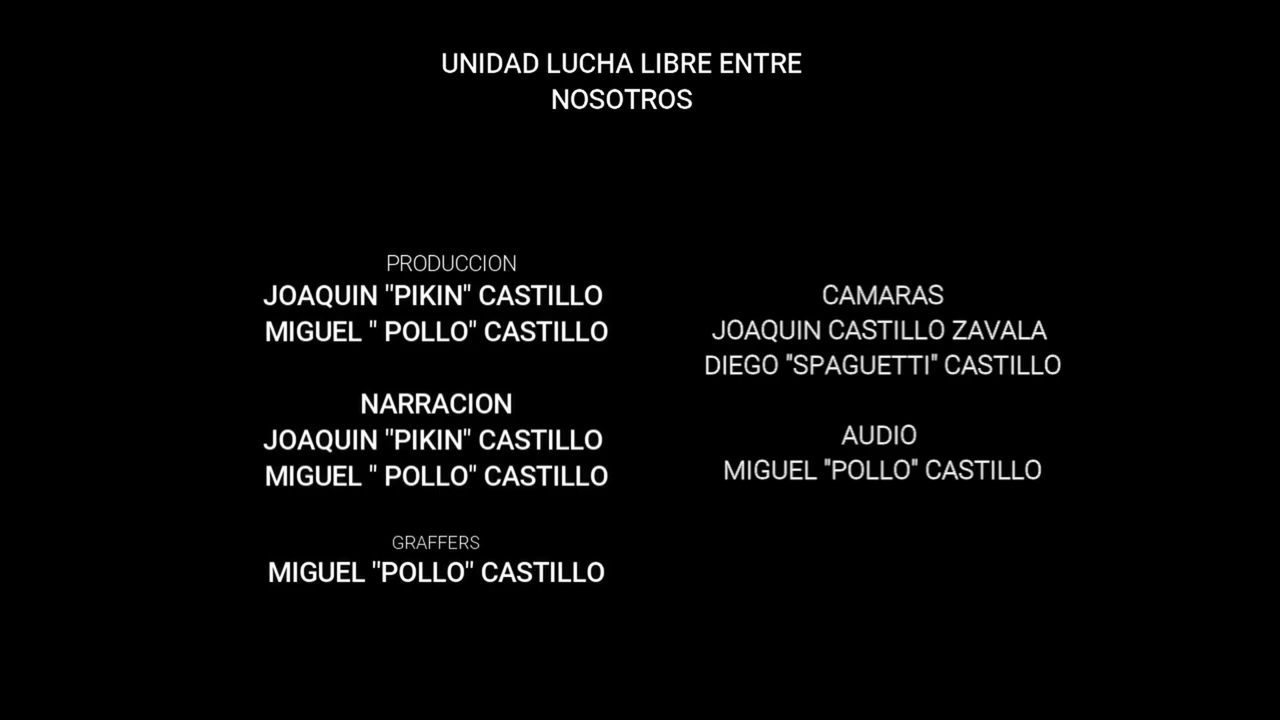 UNIDAD LUCHA LIBRE ENTRE
NOSOTROS
PRODUCCION
JOAQUIN "PIKIN" CASTILLO
MIGUEL " POLLO" CASTILLO
NARRACION
JOAQUIN "PIKIN" CASTILLO
MIGUEL " POLLO" CASTILLO
GRAFFERS
MIGUEL "POLLO" CASTILLO
CAMARAS
JOAQUIN CASTILLO ZAVALA
DIEGO "SPAGUETTI" CASTILLO
AUDIO
MIGUEL "POLLO" CASTILLO